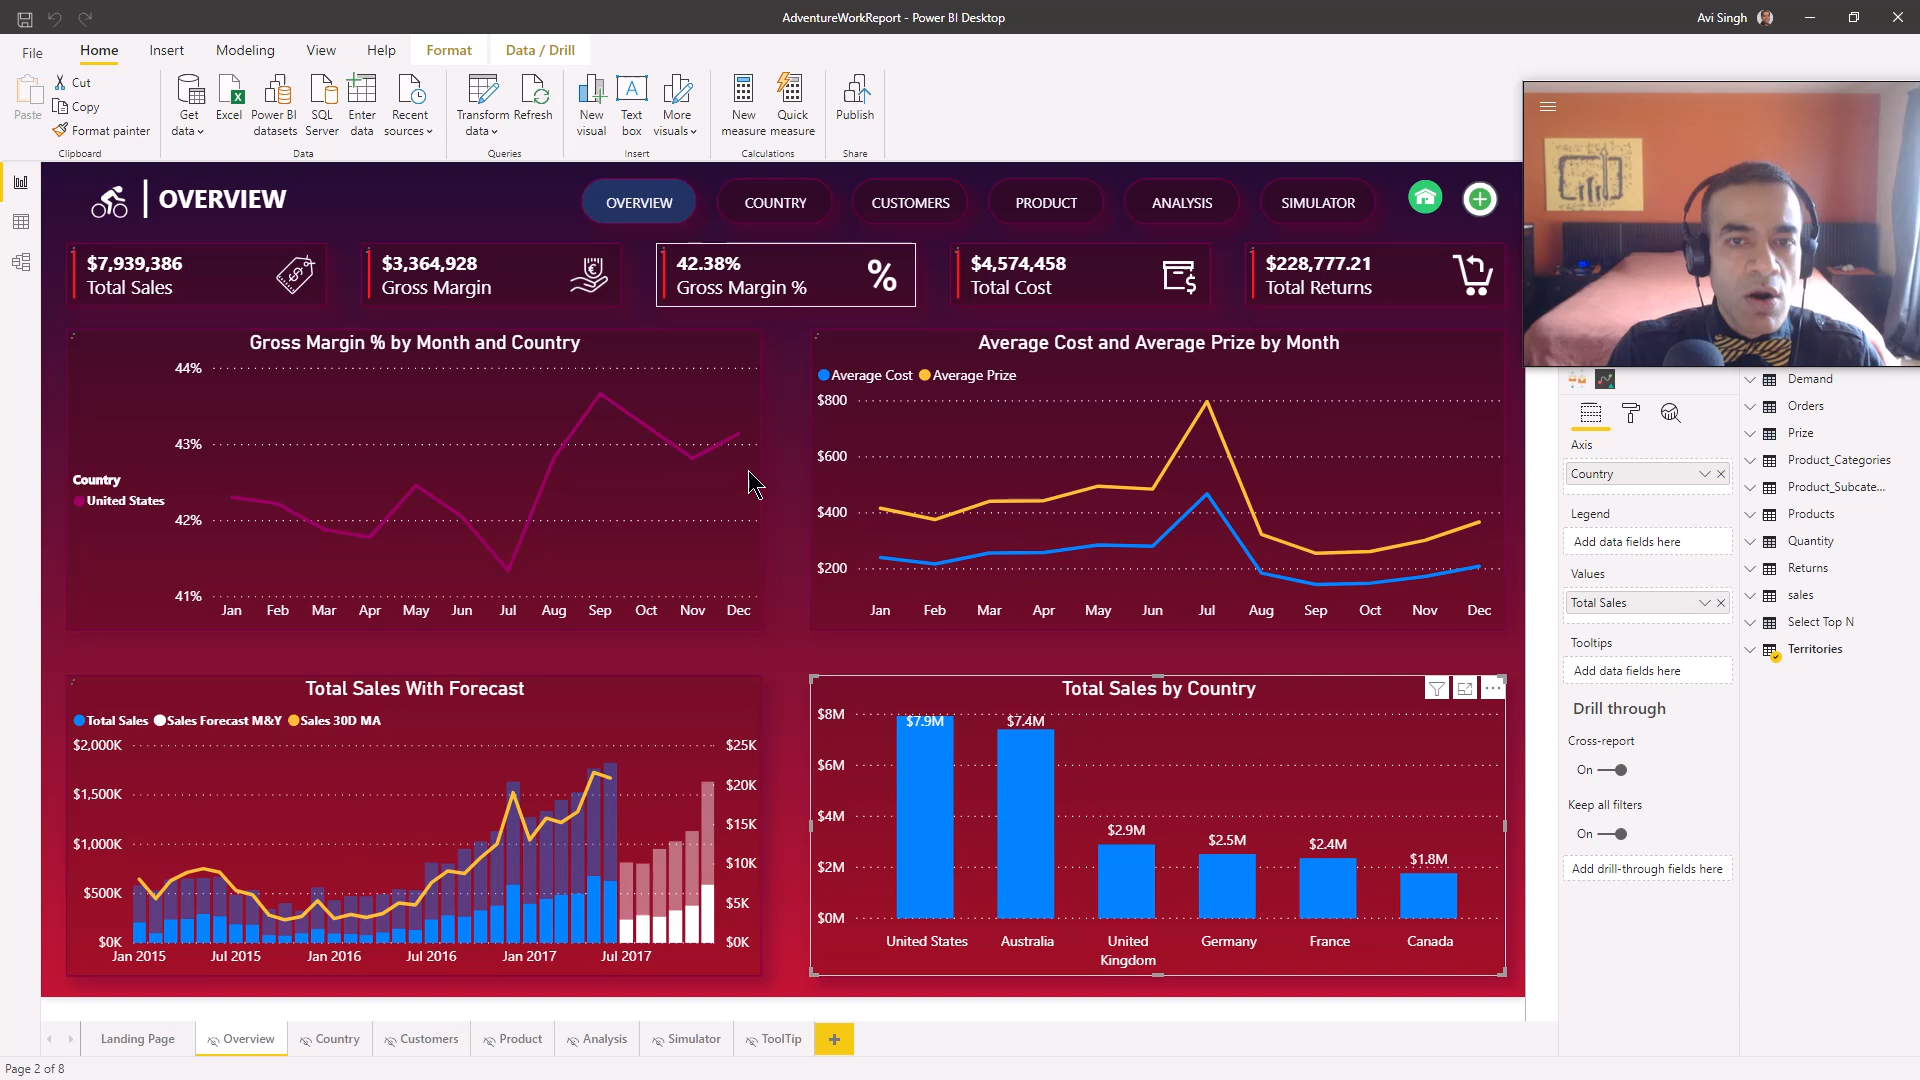 AdventureWorkReport - Power BI Desktop
Avi Singh
File
Home
Insert
Modeling
View
Help
Format
Data / Drill
Paste
Cut
Copy
Format painter
Clipboard
Get data
Excel
Power BI datasets
SQL Server
Enter data
Recent sources
Data
Transform data
Refresh
Queries
New visual
Text box
More visuals
Insert
New measure
Quick measure
Calculations
Publish
Share
OVERVIEW
OVERVIEW
COUNTRY
CUSTOMERS
PRODUCT
ANALYSIS
SIMULATOR
$7,939,386
Total Sales
$3,364,928
Gross Margin
42.38%
Gross Margin %
%
$4,574,458
Total Cost
$228,777.21
Total Returns
Gross Margin % by Month and Country
44%
43%
42%
41%
Country
United States
Jan Feb Mar Apr May Jun Jul Aug Sep Oct Nov Dec
Average Cost and Average Prize by Month
Average Cost Average Prize
$800
$600
$400
$200
Jan Feb Mar Apr May Jun Jul Aug Sep Oct Nov Dec
Total Sales With Forecast
Total Sales Sales Forecast M&Y Sales 30D MA
$2,000K
$1,500K
$1,000K
$500K
$0K
$25K
$20K
$15K
$10K
$5K
$0K
Jan 2015 Jul 2015 Jan 2016 Jul 2016 Jan 2017 Jul 2017
Total Sales by Country
$8M
$6M
$4M
$2M
$0M
$7.9M
$7.4M
$2.9M
$2.5M
$2.4M
$1.8M
United States
Australia
United Kingdom
Germany
France
Canada
Axis
Country
Legend
Add data fields here
Values
Total Sales
Tooltips
Add data fields here
Drill through
Cross-report
On
Keep all filters
On
Add drill-through fields here
Demand
Orders
Prize
Product_Categories
Product_Subcate...
Products
Quantity
Returns
sales
Select Top N
Territories
Landing Page
Overview
Country
Customers
Product
Analysis
Simulator
ToolTip
Page 2 of 8